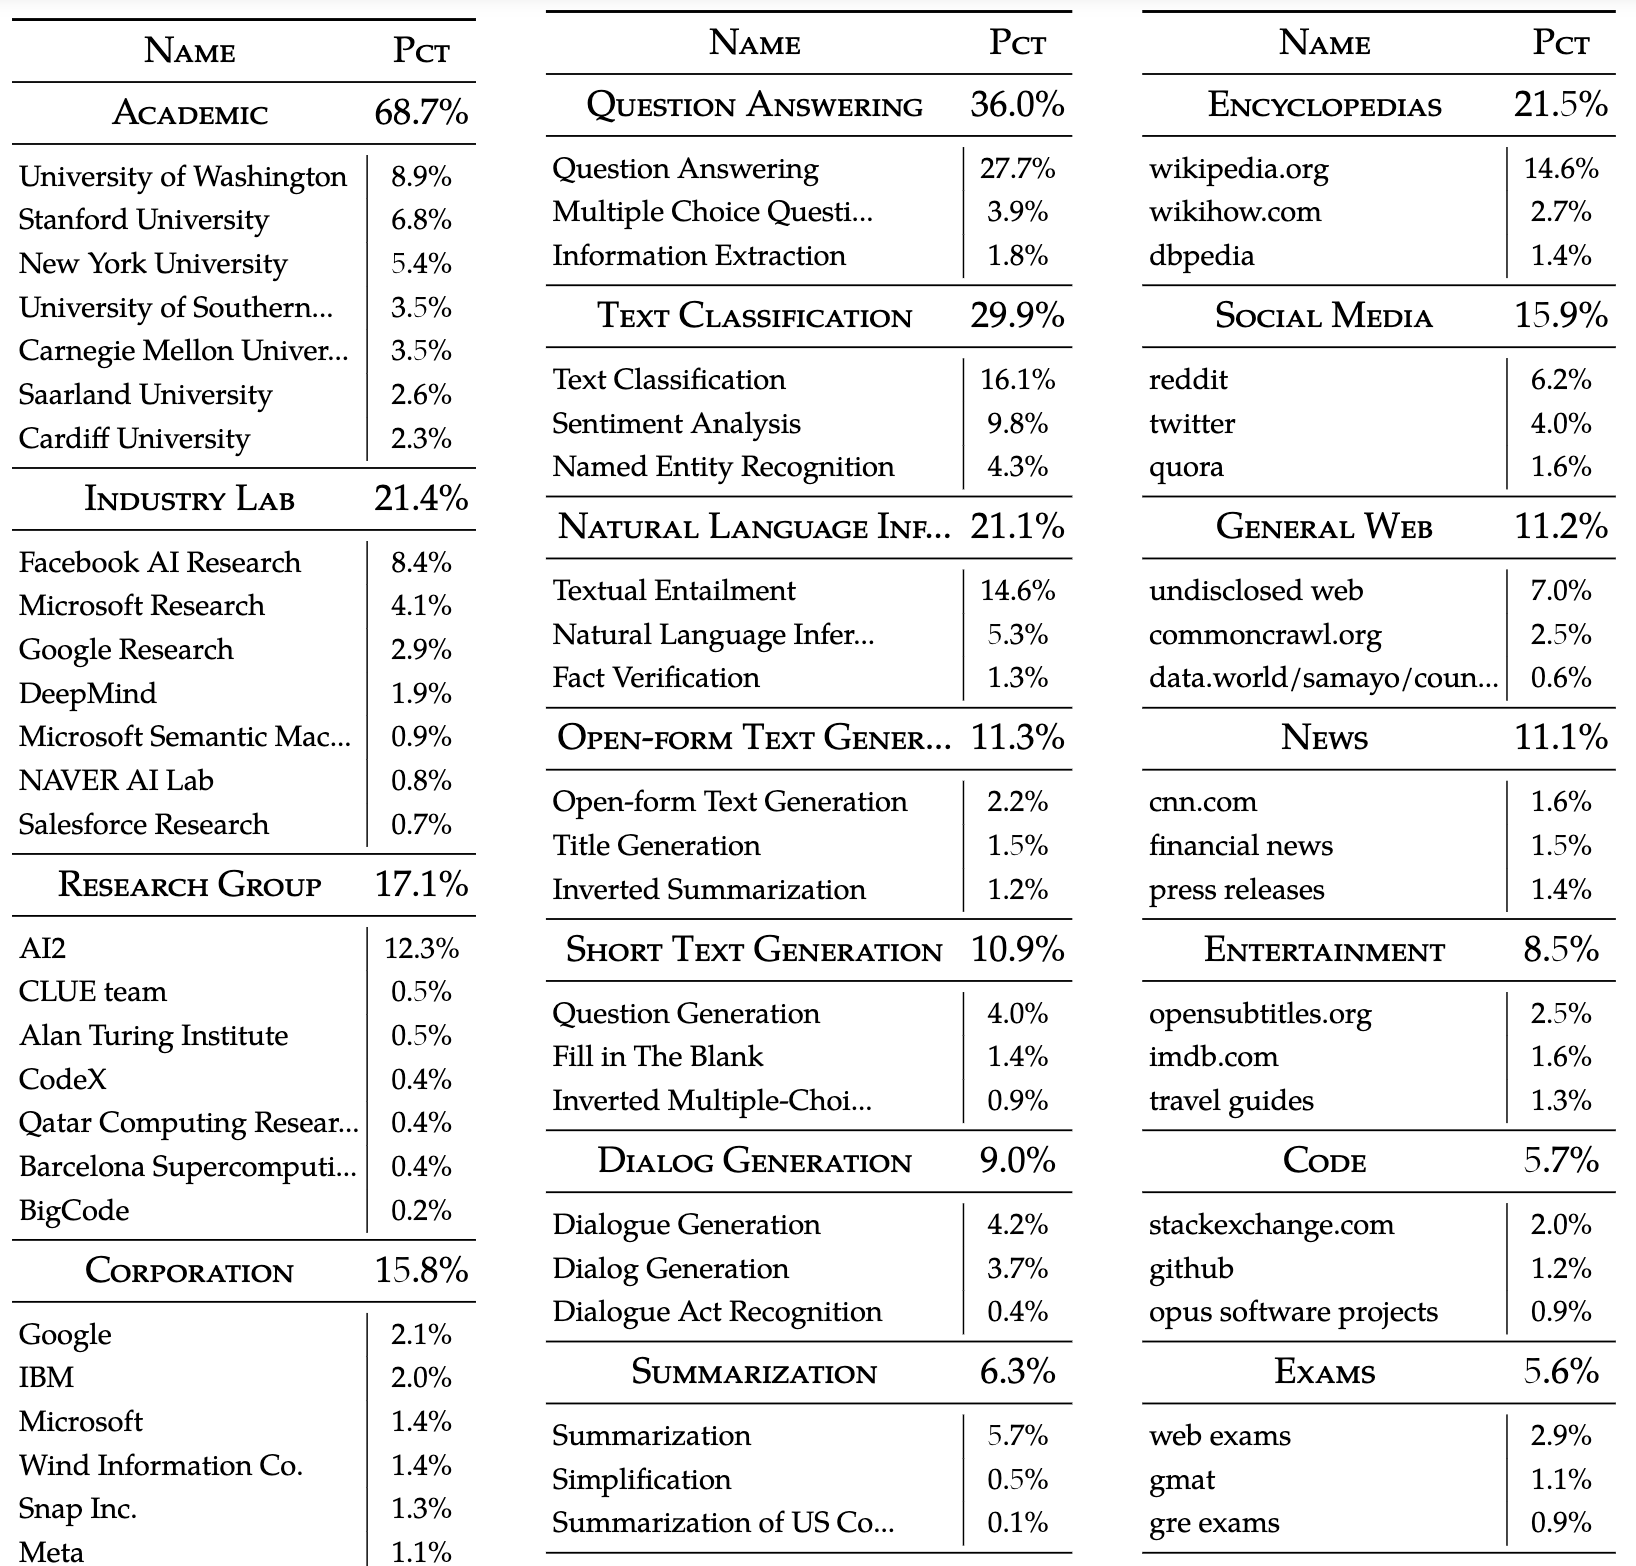 NAME PCT
ACADEMIC 68.7%
University of Washington 8.9%
Stanford University 6.8%
New York University 5.4%
University of Southern... 3.5%
Carnegie Mellon Univer... 3.5%
Saarland University 2.6%
Cardiff University 2.3%
INDUSTRY LAB 21.4%
Facebook AI Research 8.4%
Microsoft Research 4.1%
Google Research 2.9%
DeepMind 1.9%
Microsoft Semantic Mac... 0.9%
NAVER AI Lab 0.8%
Salesforce Research 0.7%
RESEARCH GROUP 17.1%
AI2 12.3%
CLUE team 0.5%
Alan Turing Institute 0.5%
CodeX 0.4%
Qatar Computing Resear... 0.4%
Barcelona Supercomputi... 0.4%
BigCode 0.2%
CORPORATION 15.8%
Google 2.1%
IBM 2.0%
Microsoft 1.4%
Wind Information Co. 1.4%
Snap Inc. 1.3%
Meta 1.1%
NAME PCT
QUESTION ANSWERING 36.0%
Question Answering 27.7%
Multiple Choice Questi... 3.9%
Information Extraction 1.8%
TEXT CLASSIFICATION 29.9%
Text Classification 16.1%
Sentiment Analysis 9.8%
Named Entity Recognition 4.3%
NATURAL LANGUAGE INF... 21.1%
Textual Entailment 14.6%
Natural Language Infer... 5.3%
Fact Verification 1.3%
OPEN-FORM TEXT GENER... 11.3%
Open-form Text Generation 2.2%
Title Generation 1.5%
Inverted Summarization 1.2%
SHORT TEXT GENERATION 10.9%
Question Generation 4.0%
Fill in The Blank 1.4%
Inverted Multiple-Choi... 0.9%
DIALOG GENERATION 9.0%
Dialogue Generation 4.2%
Dialog Generation 3.7%
Dialogue Act Recognition 0.4%
SUMMARIZATION 6.3%
Summarization 5.7%
Simplification 0.5%
Summarization of US Co... 0.1%
NAME PCT
ENCYCLOPEDIAS 21.5%
wikipedia.org 14.6%
wikihow.com 2.7%
dbpedia 1.4%
SOCIAL MEDIA 15.9%
reddit 6.2%
twitter 4.0%
quora 1.6%
GENERAL WEB 11.2%
undisclosed web 7.0%
commoncrawl.org 2.5%
data.world/samayo/coun... 0.6%
NEWS 11.1%
cnn.com 1.6%
financial news 1.5%
press releases 1.4%
ENTERTAINMENT 8.5%
opensubtitles.org 2.5%
imdb.com 1.6%
travel guides 1.3%
CODE 5.7%
stackexchange.com 2.0%
github 1.2%
opus software projects 0.9%
EXAMS 5.6%
web exams 2.9%
gmat 1.1%
gre exams 0.9%